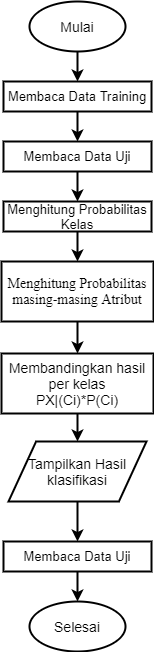 Mulai
Membaca Data Training
Membaca Data Uji
Menghitung Probabilitas
Kelas
Menghitung Probabilitas
masing-masing Atribut
Membandingkan hasil
per kelas
PX|(Ci)*P(Ci)
Tampilkan Hasil
klasifikasi
Membaca Data Uji
Selesai